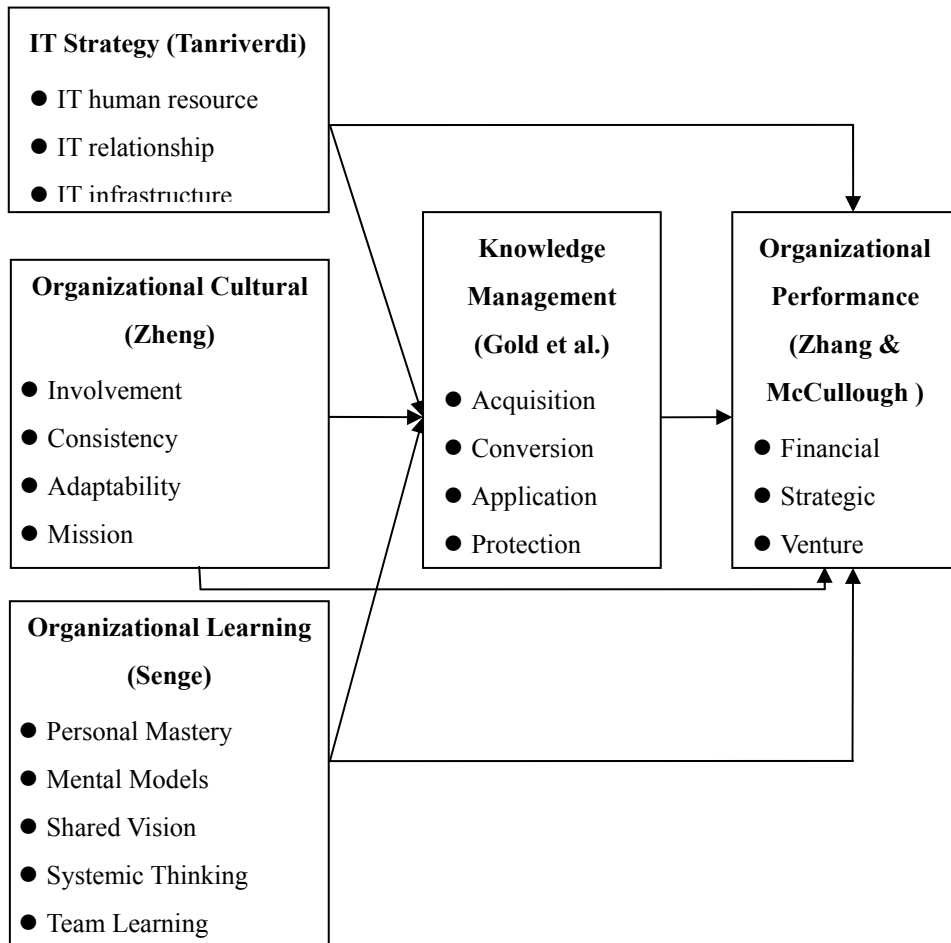 IT Strategy (Tanriverdi)
● IT human resource
● IT relationship
● IT infrastructure
Organizational Cultural
(Zheng)
● Involvement
● Consistency
● Adaptability
● Mission
Organizational Learning
(Senge)
● Personal Mastery
● Mental Models
● Shared Vision
● Systemic Thinking
● Team Learning
Knowledge
Management
(Gold et al.)
● Acquisition
● Conversion
● Application
● Protection
Organizational
Performance
(Zhang &
McCullough )
● Financial
● Strategic
● Venture